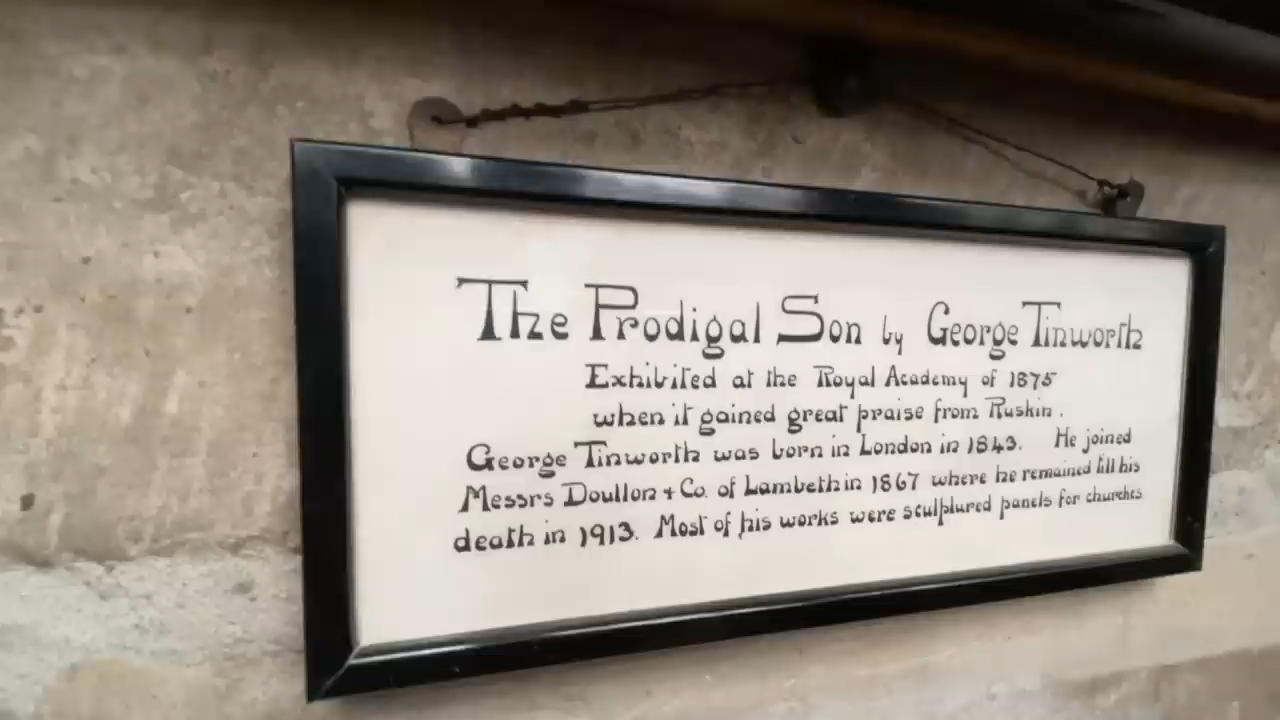 The Prodigal Son by George Tinworth
Exhibited at the Royal Academy of 1875
when it gained great praise from Ruskin.
George Tinworth was born in London in 1843. He joined
Messrs Doulton + Co. of Lambeth in 1867 where he remained till his
death in 1913. Most of his works were sculptured panels for churches